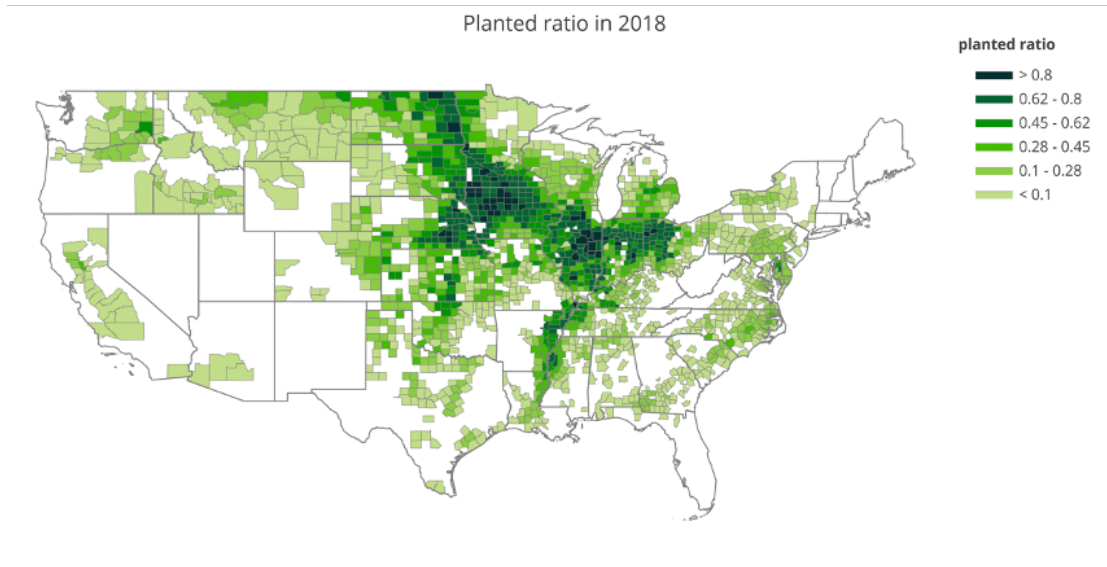 Planted ratio in 2018
planted ratio
> 0.8
0.62 - 0.8
0.45 - 0.62
0.28 - 0.45
0.1 - 0.28
< 0.1